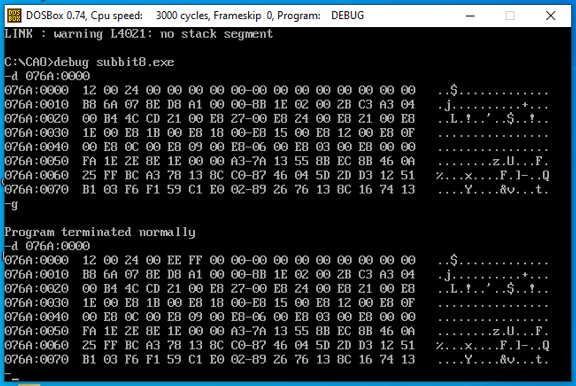 DOSBox 0.74, Cpu speed: 3000 cycles, Frameskip 0, Program: DEBUG
LINK : warning L4021: no stack segment
C:\CAO>debug subbit8.exe
-d 076A:0000
076A:0000 12 00 24 00 00 00 00 00-00 00 00 00 00 00 00 00 ..$.............
076A:0010 B8 6A 07 8E D8 A1 00 00-8B 1E 02 00 2B C3 A3 04 .j..........+...
076A:0020 00 B4 4C CD 21 00 E8 27-00 E8 24 00 E8 21 00 E8 ..L.!..'..$..!..
076A:0030 1E 00 E8 1B 00 E8 18 00-E8 15 00 E8 12 00 E8 0F ................
076A:0040 00 E8 0C 00 E8 09 00 E8-06 00 E8 03 00 E8 00 00 ................
076A:0050 FA 1E 2E 8E 1E 00 00 A3-7A 13 55 8B EC 8B 46 0A ........z.U...F.
076A:0060 25 FF BC A3 78 13 8C C0-87 46 04 5D 2D D3 12 51 %...x....F.]-..Q
076A:0070 B1 03 F6 F1 59 C1 E0 02-89 26 76 13 8C 16 74 13 ....Y....&v...t.
-g
Program terminated normally
-d 076A:0000
076A:0000 12 00 24 00 EE FF 00 00-00 00 00 00 00 00 00 00 ..$.............
076A:0010 B8 6A 07 8E D8 A1 00 00-8B 1E 02 00 2B C3 A3 04 .j..........+...
076A:0020 00 B4 4C CD 21 00 E8 27-00 E8 24 00 E8 21 00 E8 ..L.!..'..$..!..
076A:0030 1E 00 E8 1B 00 E8 18 00-E8 15 00 E8 12 00 E8 0F ................
076A:0040 00 E8 0C 00 E8 09 00 E8-06 00 E8 03 00 E8 00 00 ................
076A:0050 FA 1E 2E 8E 1E 00 00 A3-7A 13 55 8B EC 8B 46 0A ........z.U...F.
076A:0060 25 FF BC A3 78 13 8C C0-87 46 04 5D 2D D3 12 51 %...x....F.]-..Q
076A:0070 B1 03 F6 F1 59 C1 E0 02-89 26 76 13 8C 16 74 13 ....Y....&v...t.
-_